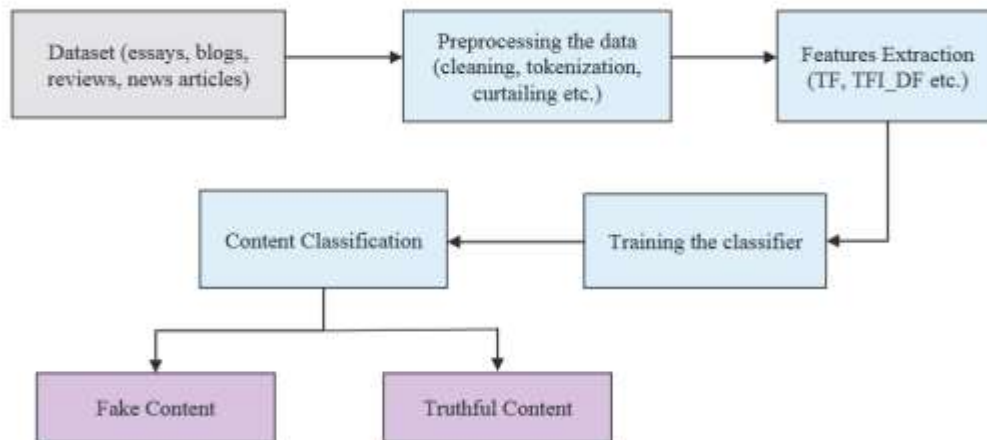 Dataset (essays, blogs,
reviews, news articles)
Preprocessing the data
(cleaning, tokenization,
curtailing etc.)
Features Extraction
(TF, TFI_DF etc.)
Content Classification
Training the classifier
Fake Content
Truthful Content